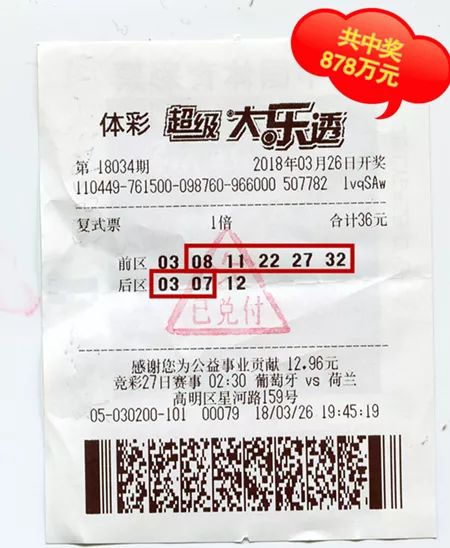 共中奖
878万元
体彩 超级大乐透
第 18034期 2018年03月26日开奖
110449-761500-098760-966000 507782 1vqSAw
复式票 1倍 合计36元
前区 03 08 11 22 27 32
后区 03 07 12
已兑付
感谢您为公益事业贡献 12.96元
竞彩27日赛事 02:30 葡萄牙 vs 荷兰
高明区星河路159号
05-030200-101 00079 18/03/26 19:45:19